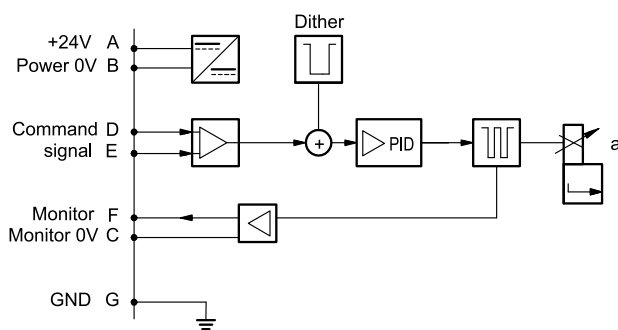 Dither
+24V A
Power 0V B
Command D
signal E
+
PID
a
Monitor F
Monitor 0V C
GND G